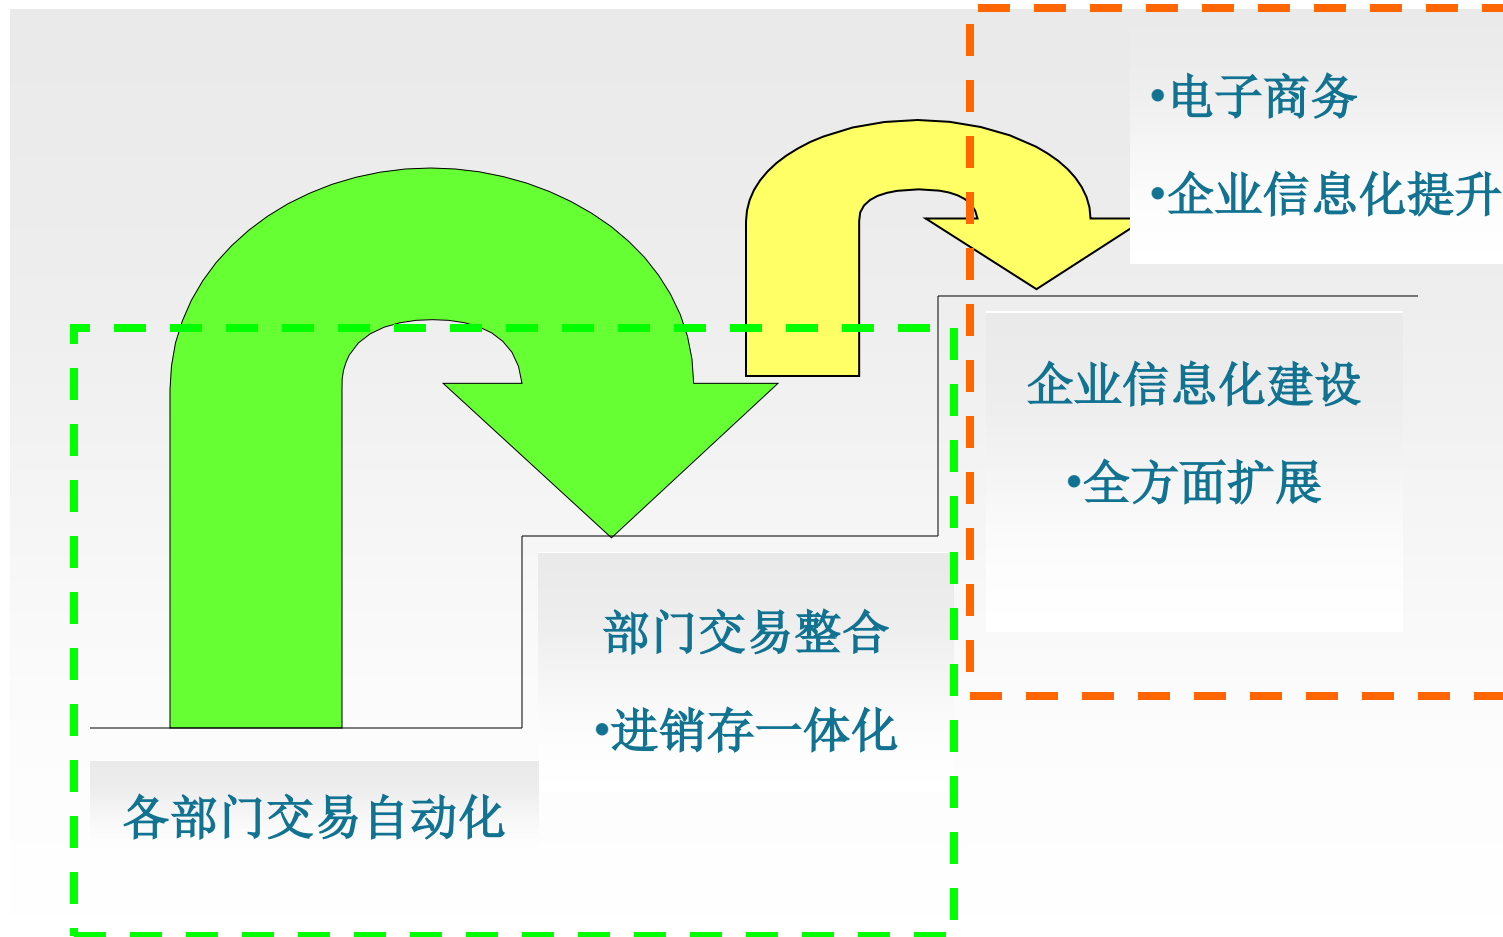 •电子商务
•企业信息化提升
企业信息化建设
•全方面扩展
部门交易整合
•进销存一体化
各部门交易自动化